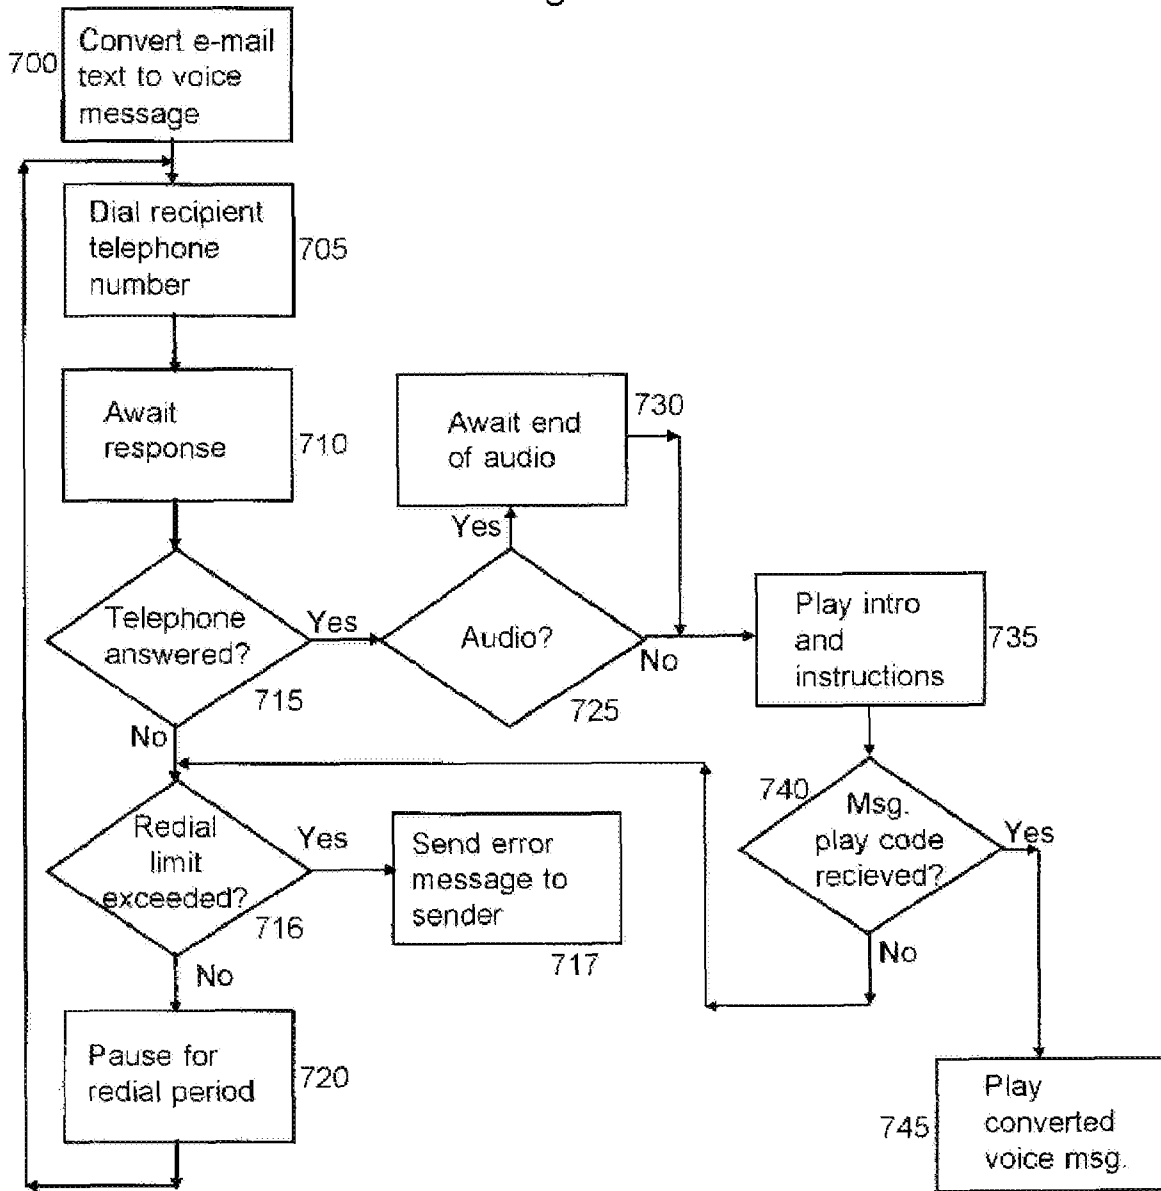 g
Convert e-mail
text to voice
message
700
Dial recipient
telephone
number
705
Await
response
710
Await end
of audio
730
Yes
Telephone
answered?
715
Yes
Audio?
725
No
Play intro
and
instructions
735
No
Redial
limit
exceeded?
716
Yes
Send error
message to
sender
717
740
Msg.
play code
recieved?
Yes
No
No
Pause for
redial period
720
Play
converted
voice msg.
745